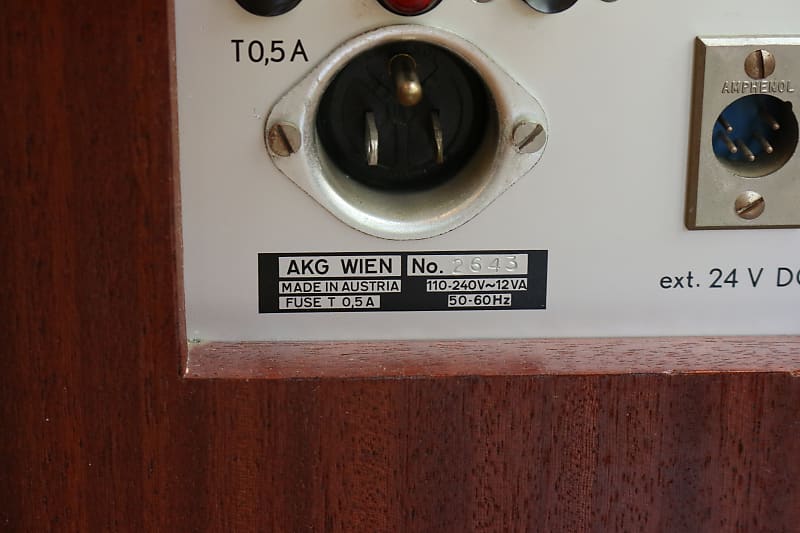 T0,5A
AMPHENOL
AKG WIEN No. 2643
MADE IN AUSTRIA 110-240V~12VA
FUSE T 0,5A 50-60Hz
ext. 24 V DC